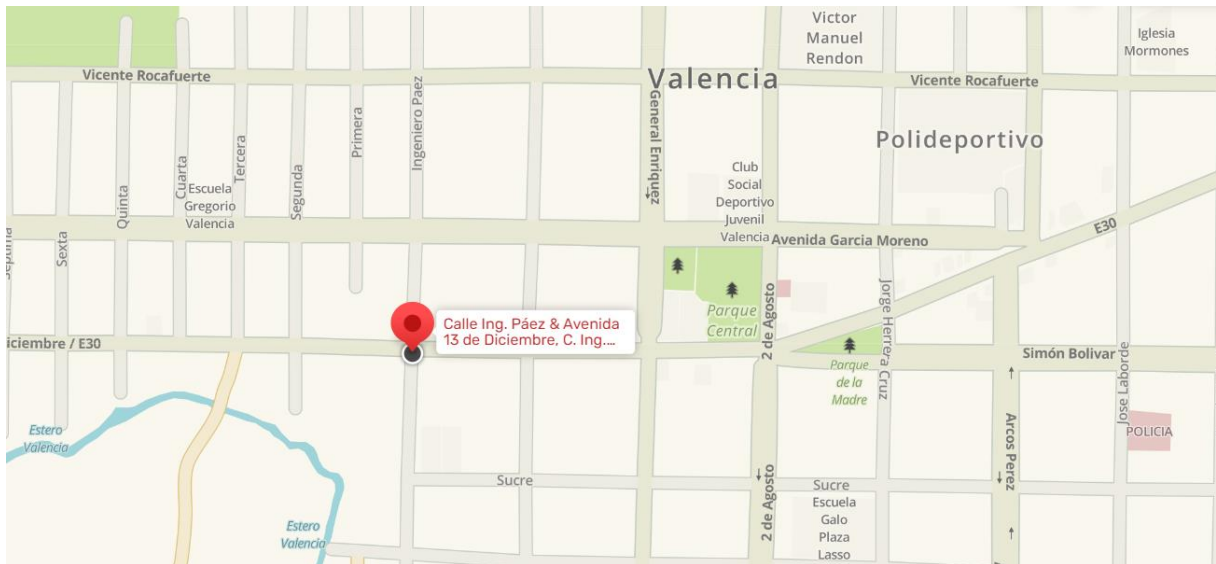 Victor
Manuel
Rendon
Iglesia
Mormones
Vicente Rocafuerte
Valencia
Vicente Rocafuerte
General Enriquez
Ingeniero Paez
Primera
Polideportivo
Tercera
Cuarta
Segunda
Quinta
Escuela
Gregorio
Valencia
Club
Social
Deportivo
Juvenil
Valencia
Avenida Garcia Moreno
E30
Sexta
Parque
Central
2 de Agosto
Jorge Herrera Cruz
Calle Ing. Páez & Avenida
13 de Diciembre, C. Ing....
iciembre / E30
Simón Bolivar
Parque
de la
Madre
Jose Laborde
Arcos Perez
POLICIA
Estero
Valencia
Sucre
2 de Agosto
Sucre
Escuela
Galo
Plaza
Lasso
Estero
Valencia